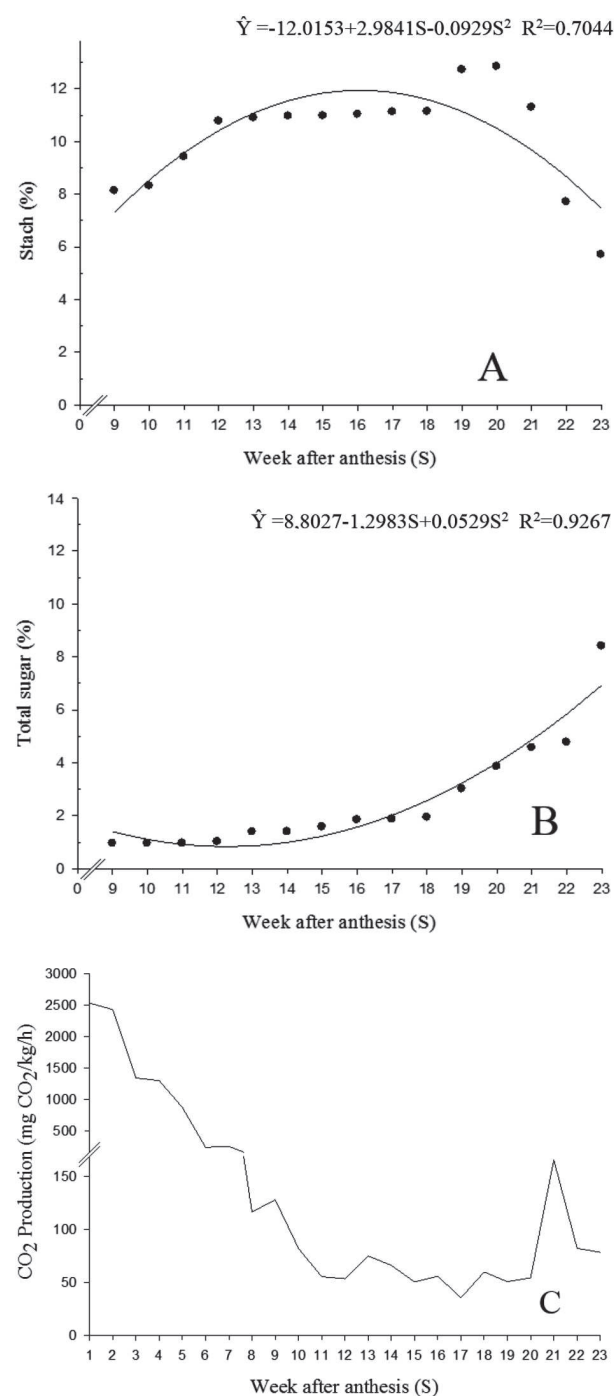 Ŷ =-12.0153+2.9841S-0.0929S² R²=0.7044
12
10
8
6
4
2
0
Stach (%)
A
0 9 10 11 12 13 14 15 16 17 18 19 20 21 22 23
Week after anthesis (S)
Ŷ =8,8027-1,2983S+0,0529S² R²=0,9267
14
12
10
8
6
4
2
0
Total sugar (%)
B
0 9 10 11 12 13 14 15 16 17 18 19 20 21 22 23
Week after anthesis (S)
3000
2500
2000
1500
1000
500
150
100
50
0
CO₂ Production (mg CO₂/kg/h)
C
1 2 3 4 5 6 7 8 9 10 11 12 13 14 15 16 17 18 19 20 21 22 23
Week after anthesis (S)